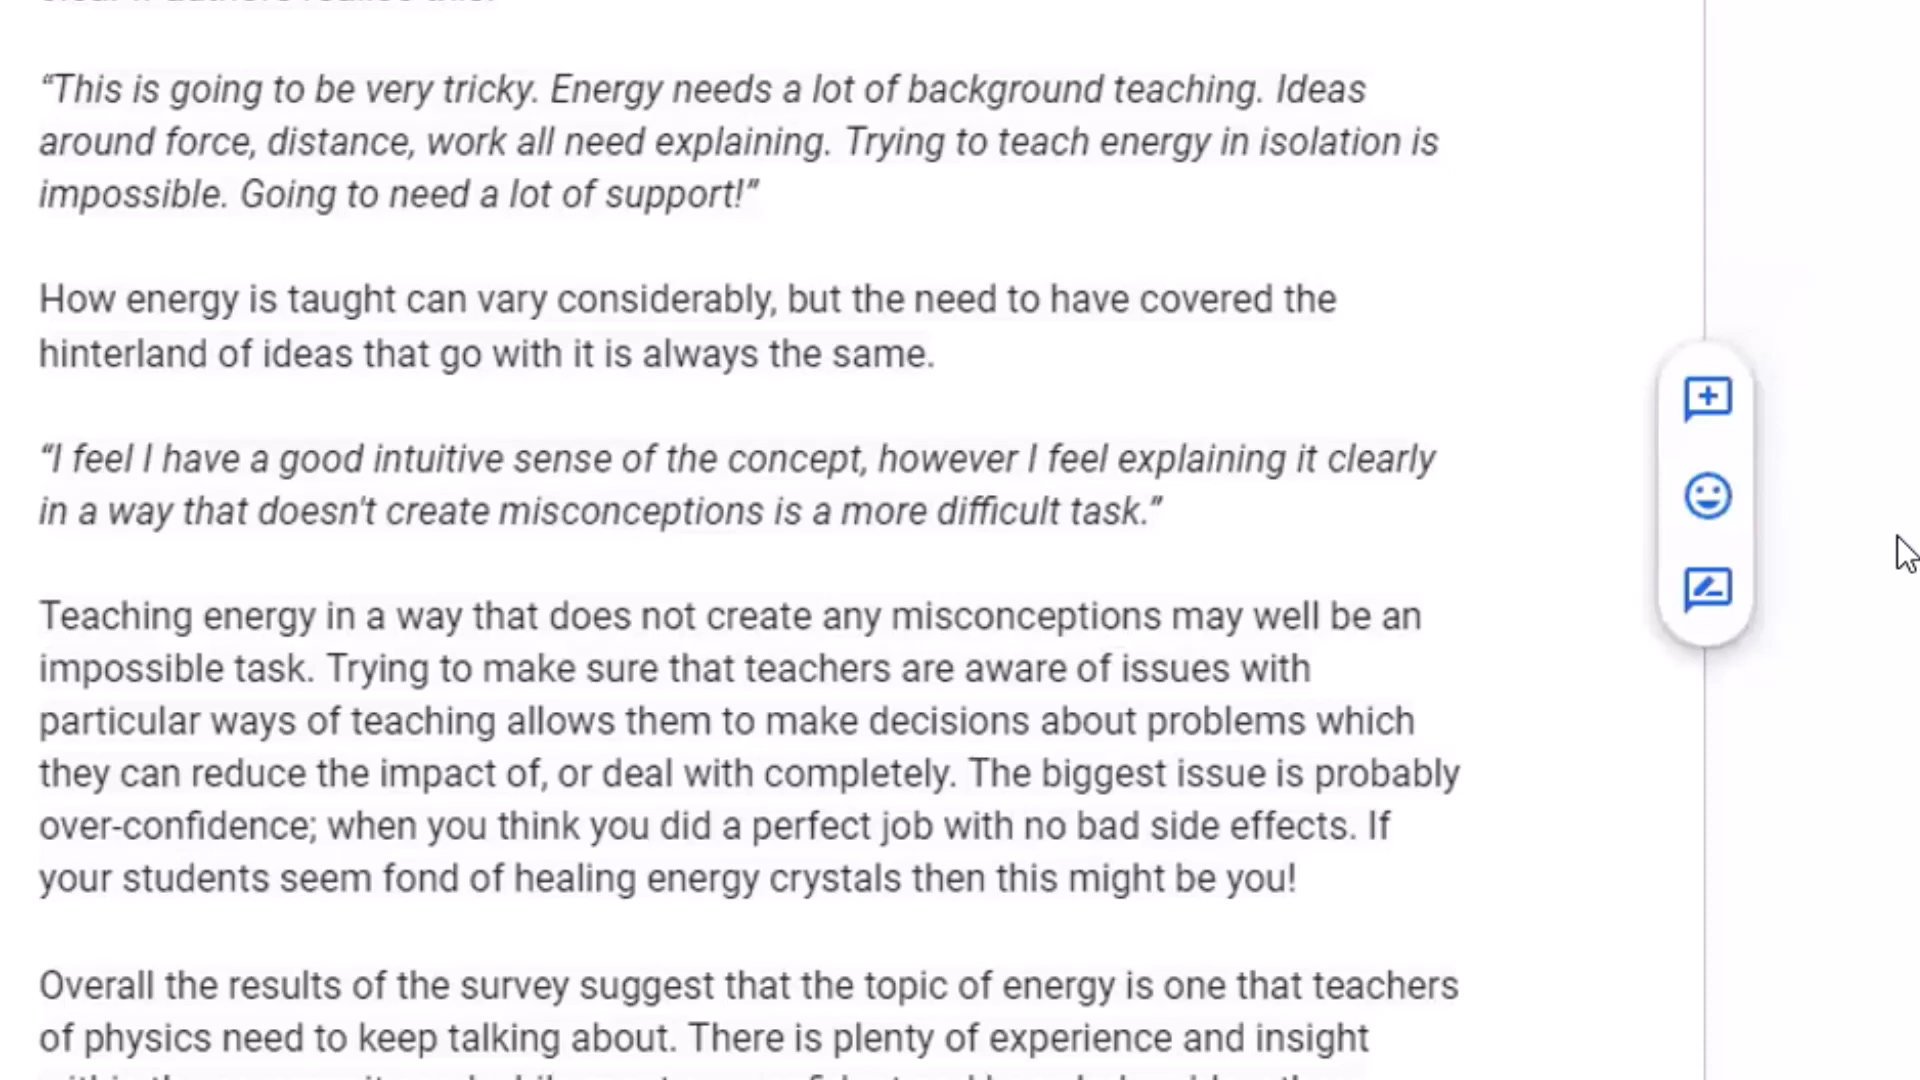 “This is going to be very tricky. Energy needs a lot of background teaching. Ideas
around force, distance, work all need explaining. Trying to teach energy in isolation is
impossible. Going to need a lot of support!”
How energy is taught can vary considerably, but the need to have covered the
hinterland of ideas that go with it is always the same.
“I feel I have a good intuitive sense of the concept, however I feel explaining it clearly
in a way that doesn't create misconceptions is a more difficult task.”
Teaching energy in a way that does not create any misconceptions may well be an
impossible task. Trying to make sure that teachers are aware of issues with
particular ways of teaching allows them to make decisions about problems which
they can reduce the impact of, or deal with completely. The biggest issue is probably
over-confidence; when you think you did a perfect job with no bad side effects. If
your students seem fond of healing energy crystals then this might be you!
Overall the results of the survey suggest that the topic of energy is one that teachers
of physics need to keep talking about. There is plenty of experience and insight